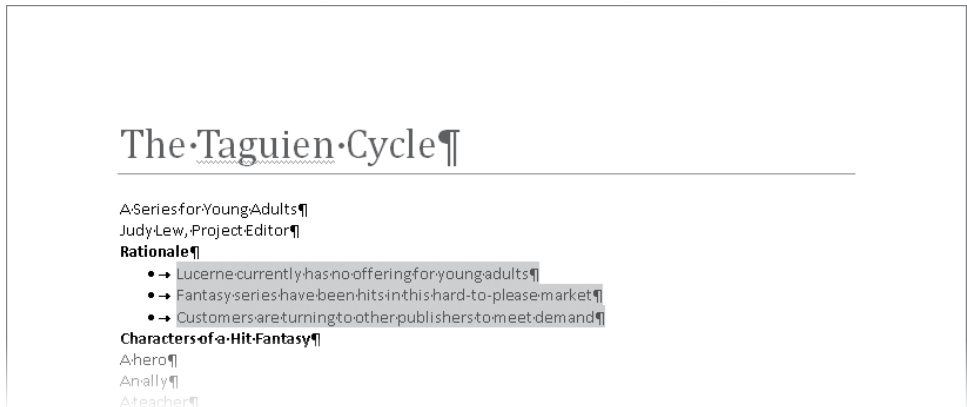 The Taguien Cycle¶
A Series for Young Adults¶
Judy Lew, Project Editor¶
Rationale¶
• → Lucerne currently has no offering for young adults¶
• → Fantasy series have been hits in this hard-to-please market¶
• → Customers are turning to other publishers to meet demand¶
Characters of a Hit Fantasy¶
A hero¶
An ally¶
A teacher¶